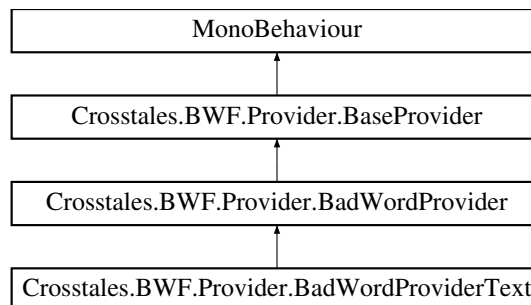 MonoBehaviour
Crosstales.BWF.Provider.BaseProvider
Crosstales.BWF.Provider.BadWordProvider
Crosstales.BWF.Provider.BadWordProviderText